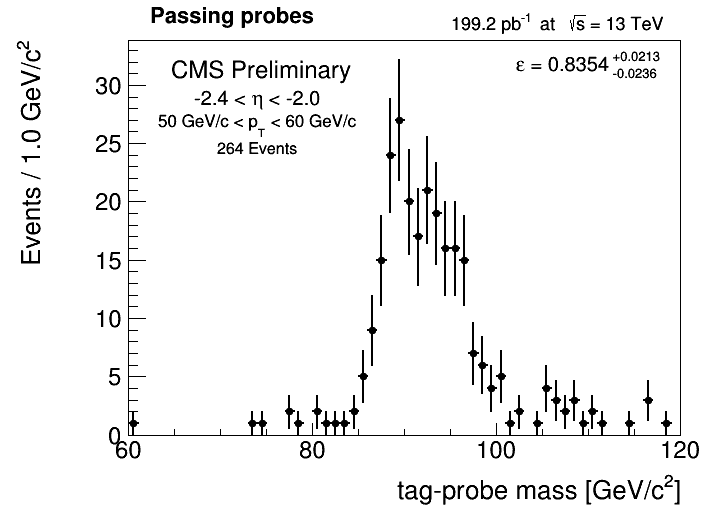 Passing probes
199.2 pb⁻¹ at √s = 13 TeV
CMS Preliminary
ε = 0.8354 +0.0213 -0.0236
-2.4 < η < -2.0
50 GeV/c < p_T < 60 GeV/c
264 Events
Events / 1.0 GeV/c²
30
25
20
15
10
5
0
60 80 100 120
tag-probe mass [GeV/c²]